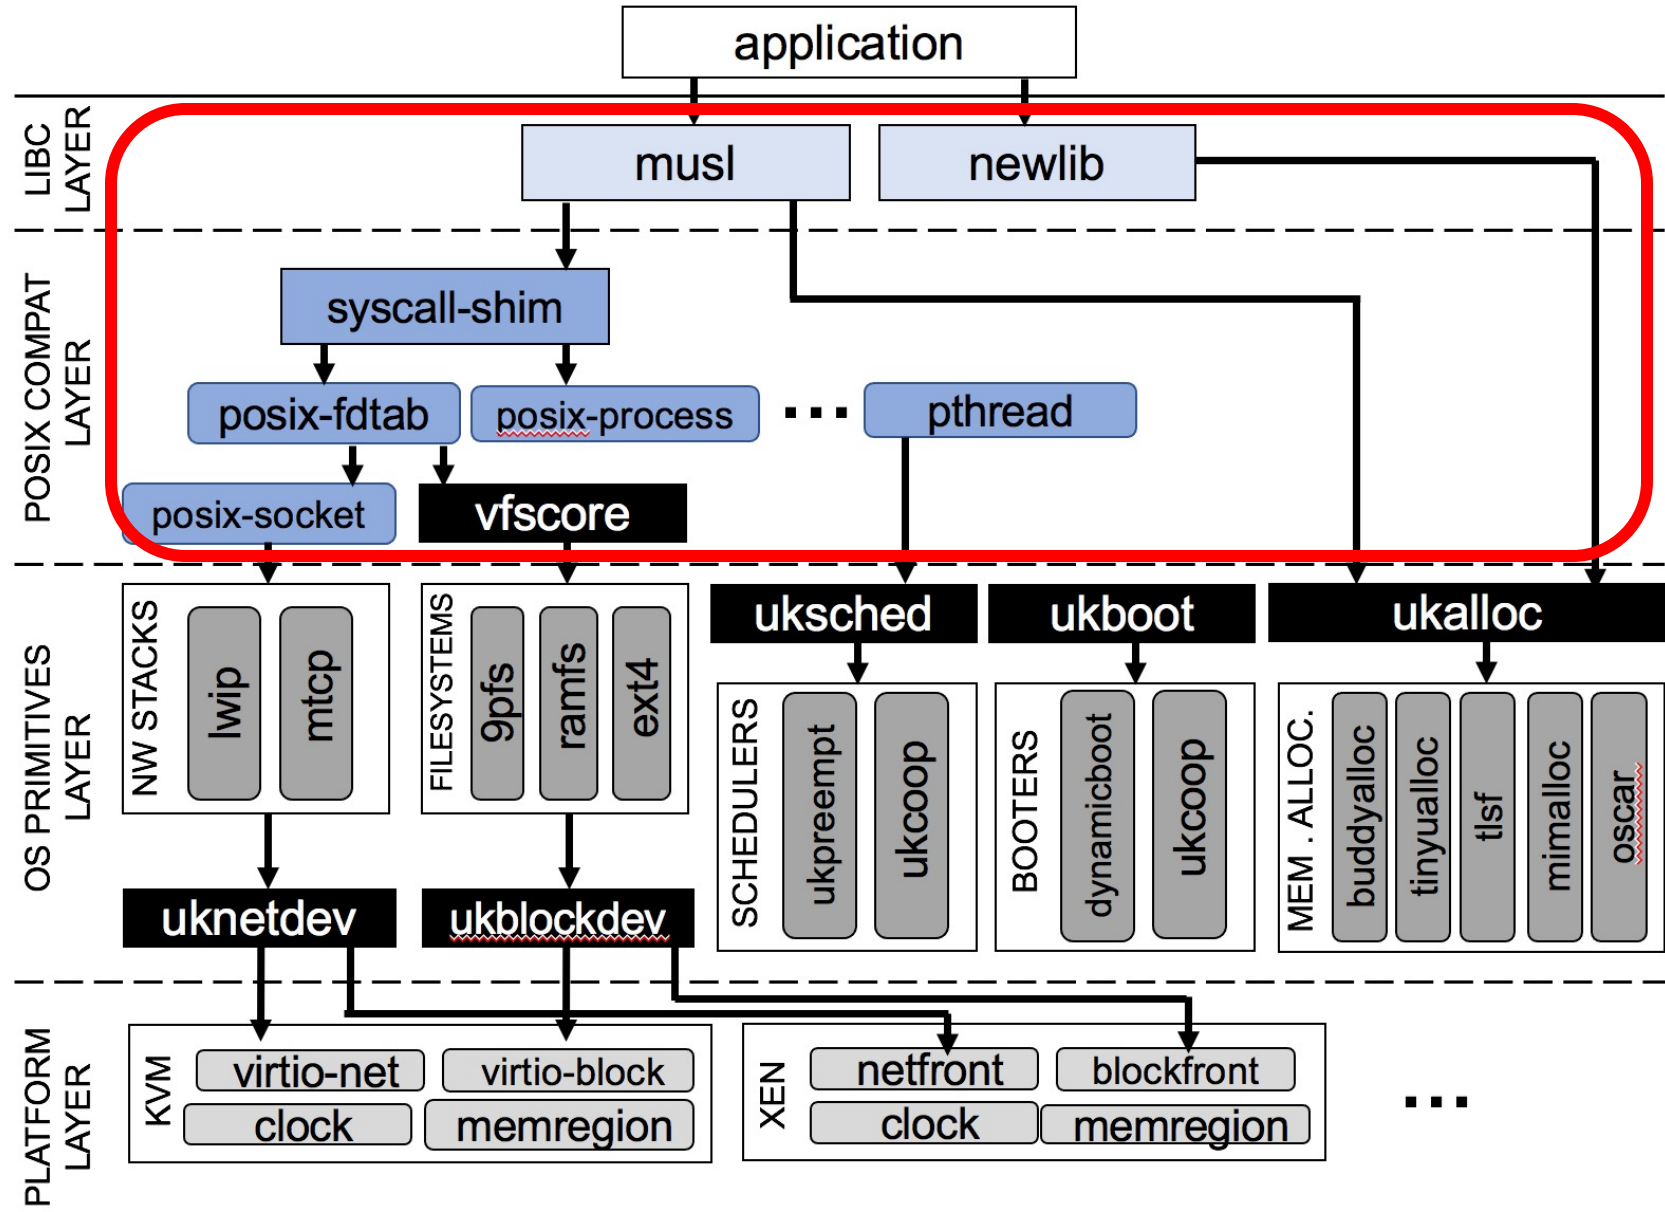 application
LIBC
LAYER
musl
newlib
POSIX COMPAT
LAYER
syscall-shim
posix-fdtab
posix-process
...
pthread
posix-socket
vfscore
OS PRIMITIVES
LAYER
NW STACKS
lwip
mtcp
FILESYSTEMS
9pfs
ramfs
ext4
uksched
ukboot
ukalloc
SCHEDULERS
ukpreempt
ukcoop
BOOTERS
dynamicboot
ukcoop
MEM . ALLOC.
buddyalloc
tinyualloc
tlsf
mimalloc
oscar
uknetdev
ukblockdev
PLATFORM
LAYER
KVM
virtio-net
virtio-block
clock
memregion
XEN
netfront
blockfront
clock
memregion
...